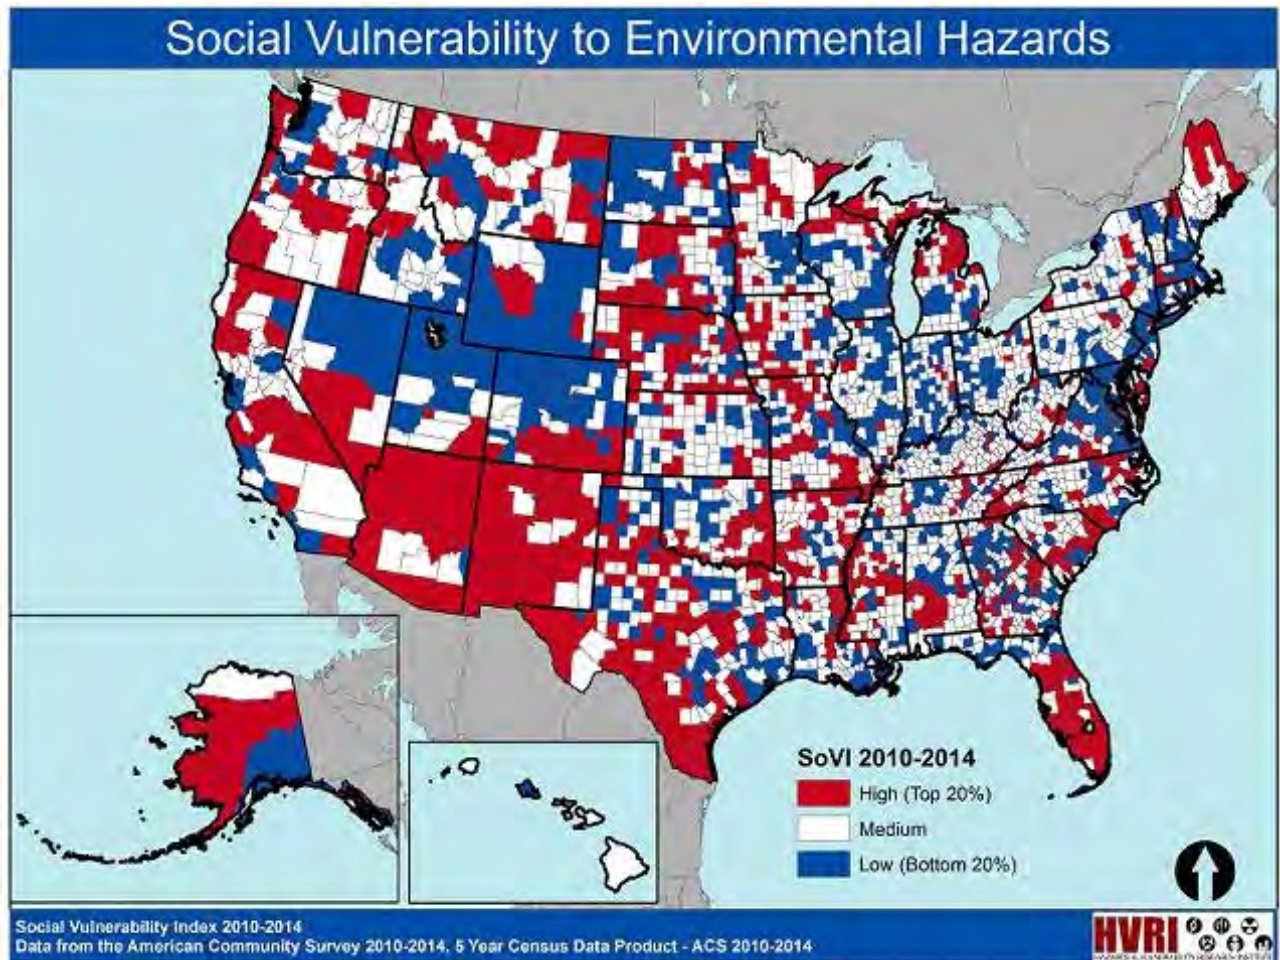 Social Vulnerability to Environmental Hazards
SoVI 2010-2014
High (Top 20%)
Medium
Low (Bottom 20%)
Social Vulnerability Index 2010-2014
Data from the American Community Survey 2010-2014, 5 Year Census Data Product - ACS 2010-2014
HVRI